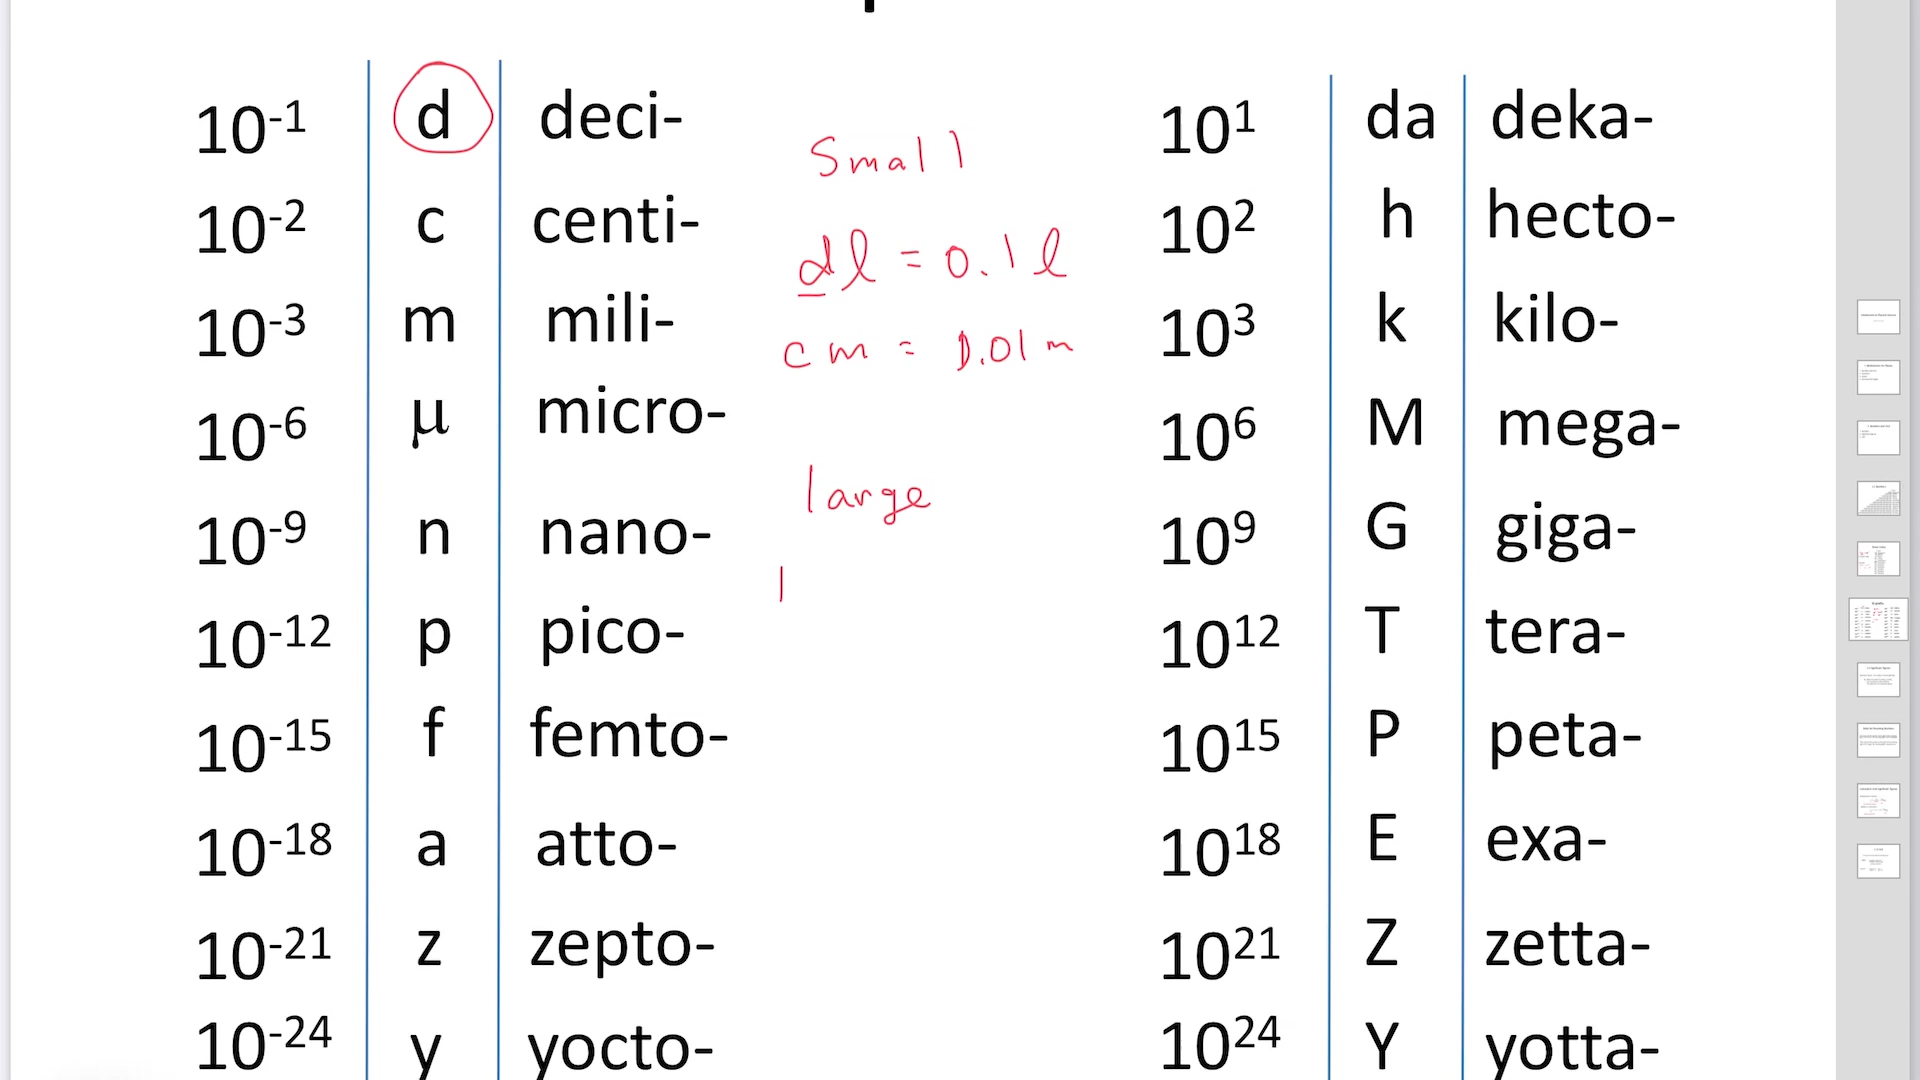 10-1 d deci-
10-2 c centi-
10-3 m mili-
10-6 μ micro-
10-9 n nano-
10-12 p pico-
10-15 f femto-
10-18 a atto-
10-21 z zepto-
10-24 y yocto-
Small
dl = 0.1 l
cm = 0.01 m
large
101 da deka-
102 h hecto-
103 k kilo-
106 M mega-
109 G giga-
1012 T tera-
1015 P peta-
1018 E exa-
1021 Z zetta-
1024 Y yotta-